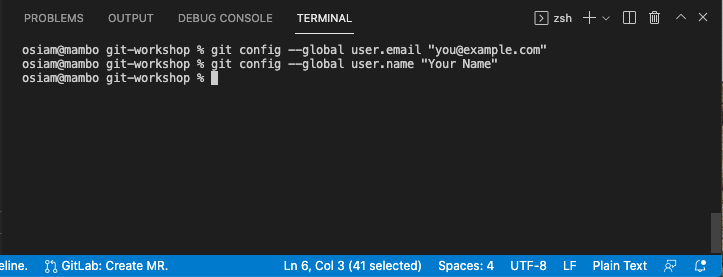 PROBLEMS OUTPUT DEBUG CONSOLE TERMINAL zsh
osiam@mambo git-workshop % git config --global user.email "you@example.com"
osiam@mambo git-workshop % git config --global user.name "Your Name"
osiam@mambo git-workshop %
eline. GitLab: Create MR. Ln 6, Col 3 (41 selected) Spaces: 4 UTF-8 LF Plain Text